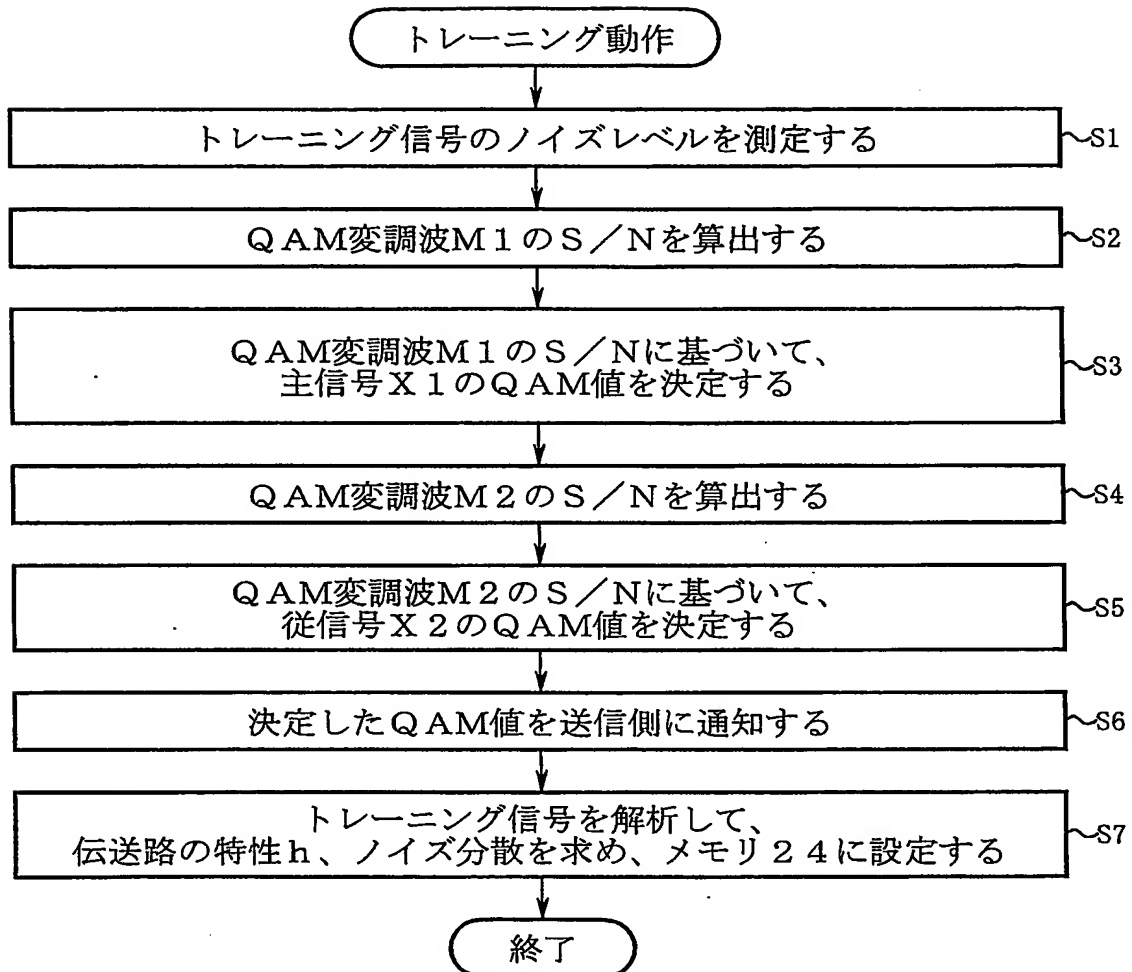 トレーニング動作
トレーニング信号のノイズレベルを測定する
~S1
QAM変調波M1のS/Nを算出する
~S2
QAM変調波M1のS/Nに基づいて、
主信号X1のQAM値を決定する
~S3
QAM変調波M2のS/Nを算出する
~S4
QAM変調波M2のS/Nに基づいて、
従信号X2のQAM値を決定する
~S5
決定したQAM値を送信側に通知する
~S6
トレーニング信号を解析して、
伝送路の特性h、ノイズ分散を求め、メモリ24に設定する
~S7
終了